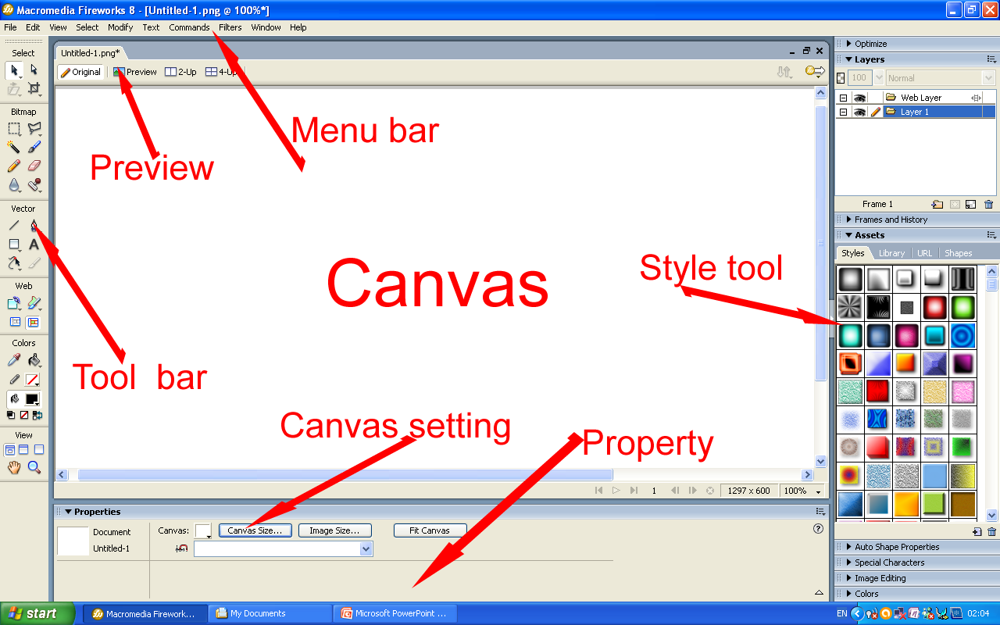 Macromedia Fireworks 8 - [Untitled-1.png @ 100%*]
File Edit View Select Modify Text Commands Filters Window Help
Select
Bitmap
Vector
A
Web
Colors
View
Untitled-1.png*
Original Preview 2-Up 4-Up
Menu bar
Preview
Canvas
Style tool
Tool bar
Canvas setting
Property
1 1297 x 600 100%
Properties
Document
Untitled-1
Canvas: Canvas Size... Image Size... Fit Canvas
Optimize
Layers
100 Normal
Web Layer
Layer 1
Frame 1
Frames and History
Assets
Styles Library URL Shapes
Auto Shape Properties
Special Characters
Image Editing
Colors
start Macromedia Firework... My Documents Microsoft PowerPoint ... EN 02:04